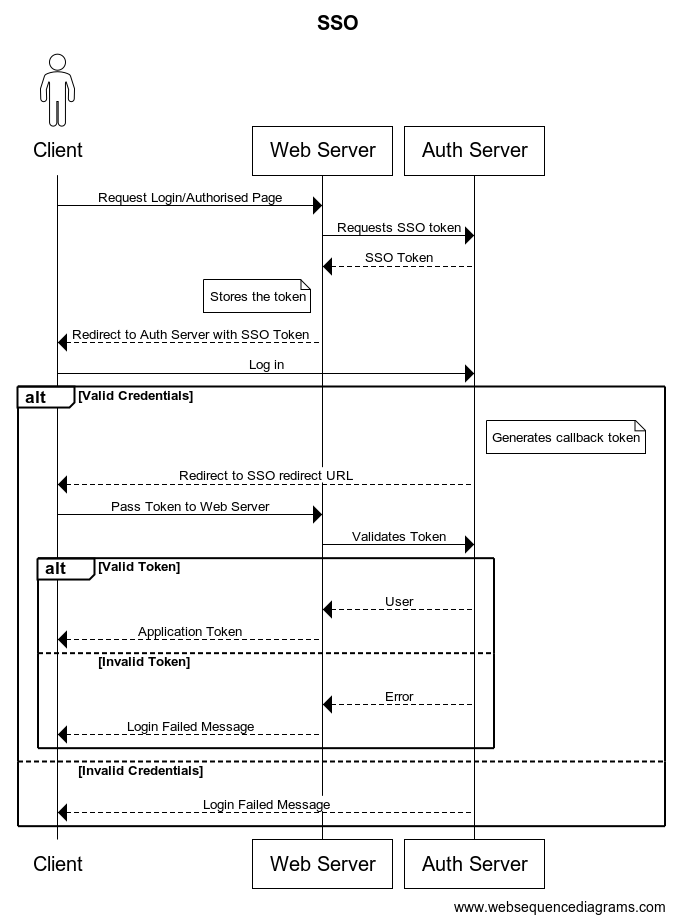 SSO
Client
Web Server
Auth Server
Request Login/Authorised Page
Requests SSO token
SSO Token
Stores the token
Redirect to Auth Server with SSO Token
Log in
alt [Valid Credentials]
Generates callback token
Redirect to SSO redirect URL
Pass Token to Web Server
Validates Token
alt [Valid Token]
User
Application Token
[Invalid Token]
Error
Login Failed Message
[Invalid Credentials]
Login Failed Message
Client
Web Server
Auth Server
www.websequencediagrams.com